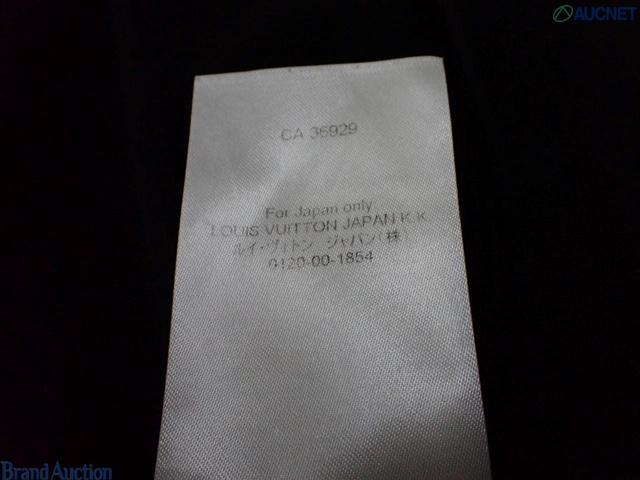 AUCNET
CA 36929
For Japan only
LOUIS VUITTON JAPAN K.K.
ルイ・ヴィトン ジャパン(株)
0120-00-1854
Brand Auction